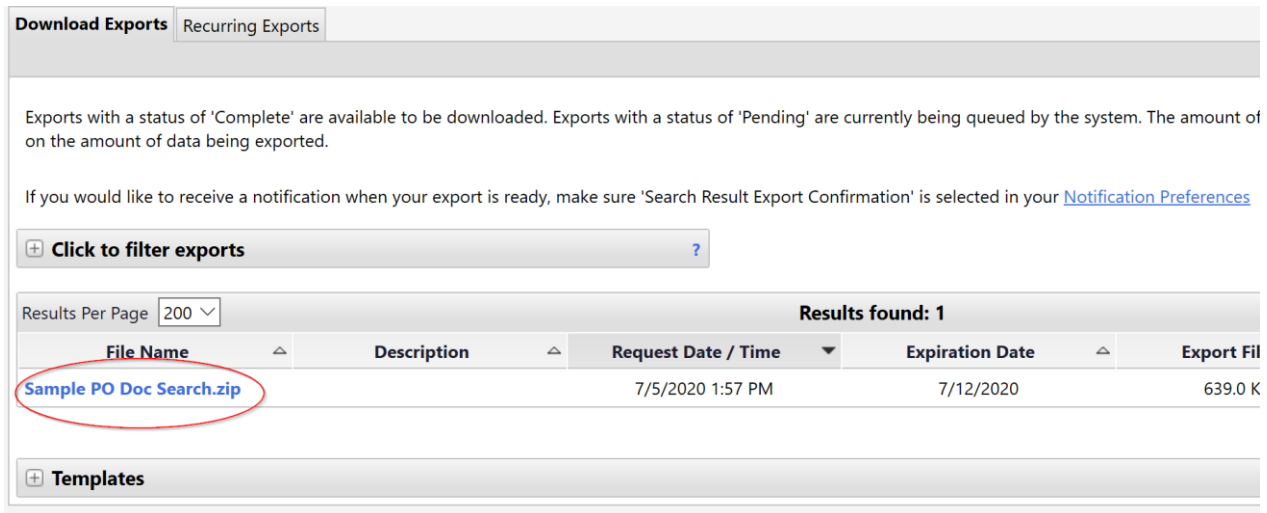 Download Exports Recurring Exports
Exports with a status of 'Complete' are available to be downloaded. Exports with a status of 'Pending' are currently being queued by the system. The amount of
on the amount of data being exported.
If you would like to receive a notification when your export is ready, make sure 'Search Result Export Confirmation' is selected in your Notification Preferences
Click to filter exports ?
Results Per Page 200 Results found: 1
File Name Description Request Date / Time Expiration Date Export Fil
Sample PO Doc Search.zip 7/5/2020 1:57 PM 7/12/2020 639.0 K
Templates